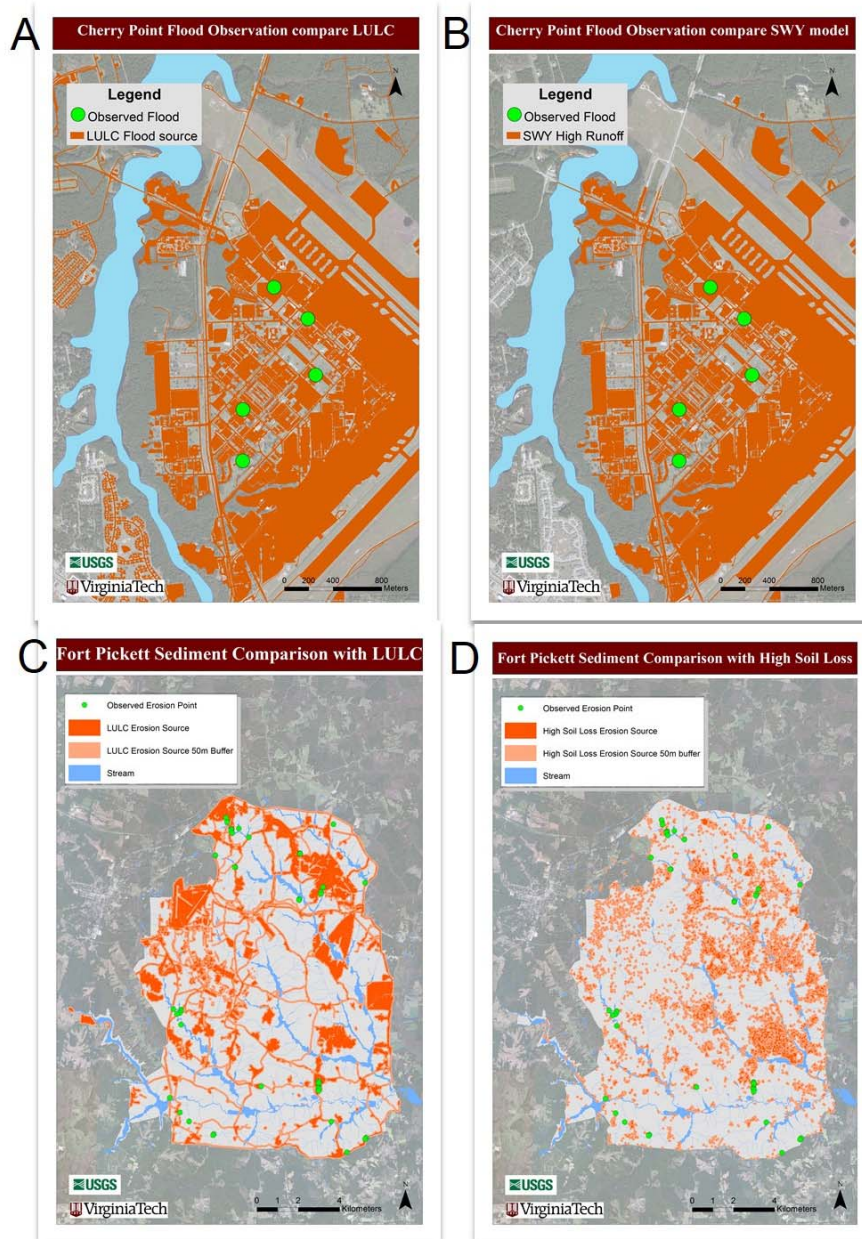 A
Cherry Point Flood Observation compare LULC
N
Legend
Observed Flood
LULC Flood source
USGS
VirginiaTech
0 200 400 800
Meters
B
Cherry Point Flood Observation compare SWY model
N
Legend
Observed Flood
SWY High Runoff
USGS
VirginiaTech
0 200 400 800
Meters
C
Fort Pickett Sediment Comparison with LULC
Observed Erosion Point
LULC Erosion Source
LULC Erosion Source 50m Buffer
Stream
USGS
VirginiaTech
0 1 2 4
Kilometers
N
D
Fort Pickett Sediment Comparison with High Soil Loss
Observed Erosion Point
High Soil Loss Erosion Source
High Soil Loss Erosion Source 50m buffer
Stream
USGS
VirginiaTech
0 1 2 4
Kilometers
N